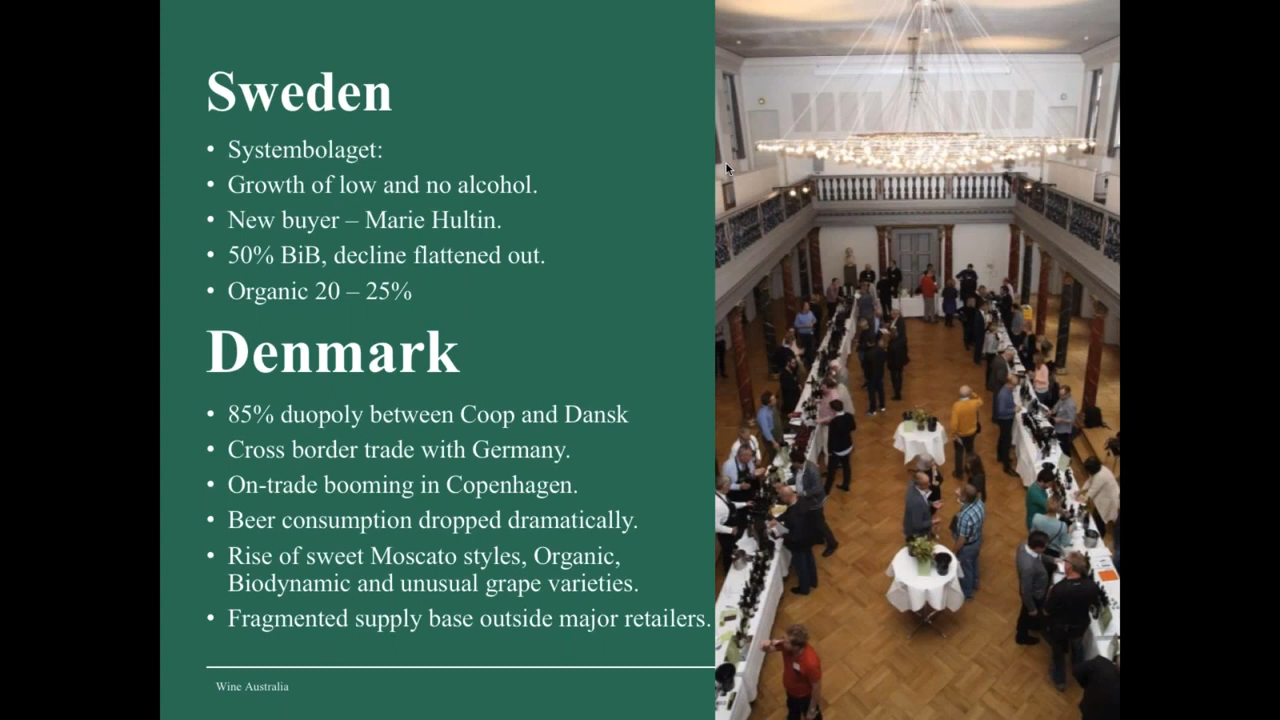 Sweden
• Systembolaget:
• Growth of low and no alcohol.
• New buyer – Marie Hultin.
• 50% BiB, decline flattened out.
• Organic 20 – 25%
Denmark
• 85% duopoly between Coop and Dansk
• Cross border trade with Germany.
• On-trade booming in Copenhagen.
• Beer consumption dropped dramatically.
• Rise of sweet Moscato styles, Organic,
Biodynamic and unusual grape varieties.
• Fragmented supply base outside major retailers.
Wine Australia